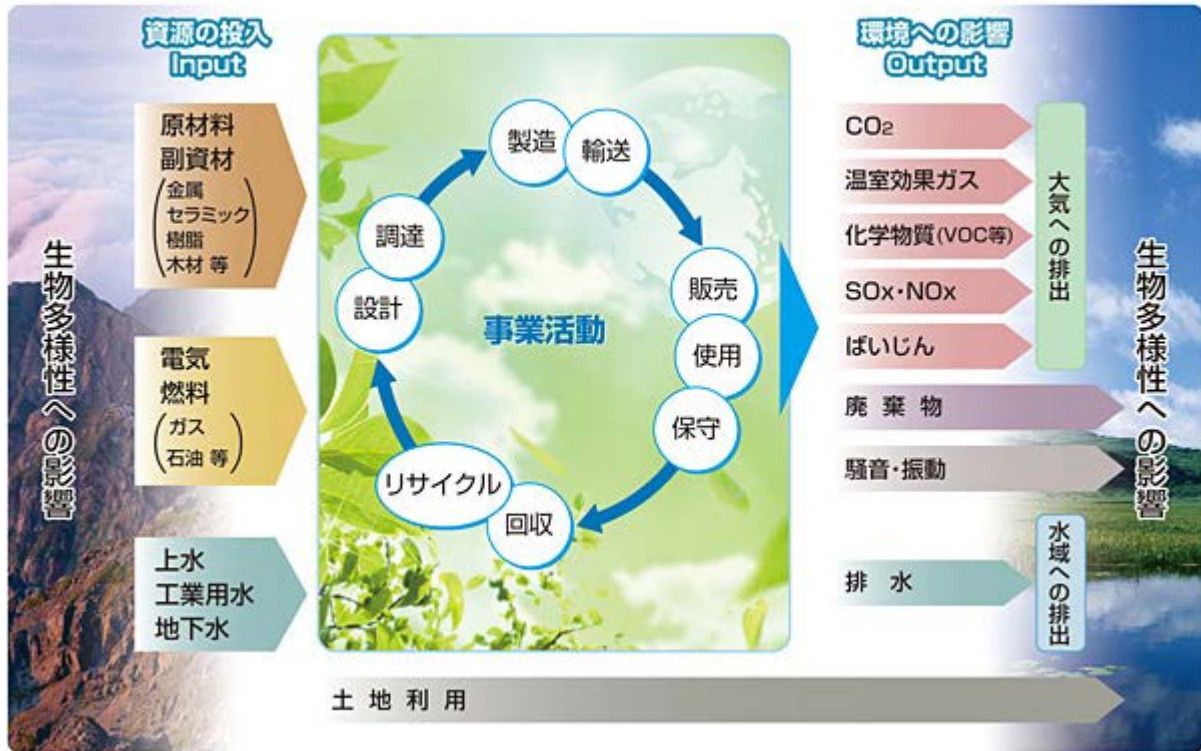 資源の投入
Input
原材料
副資材
(金属
セラミック
樹脂
木材 等)
電気
燃料
(ガス
石油 等)
上水
工業用水
地下水
生物多様性への影響
製造
輸送
調達
設計
販売
使用
保守
事業活動
リサイクル
回収
環境への影響
Output
CO₂
温室効果ガス
化学物質(VOC等)
SOx・NOx
ばいじん
大気への排出
廃棄物
騒音・振動
排水
水域への排出
生物多様性への影響
土地利用